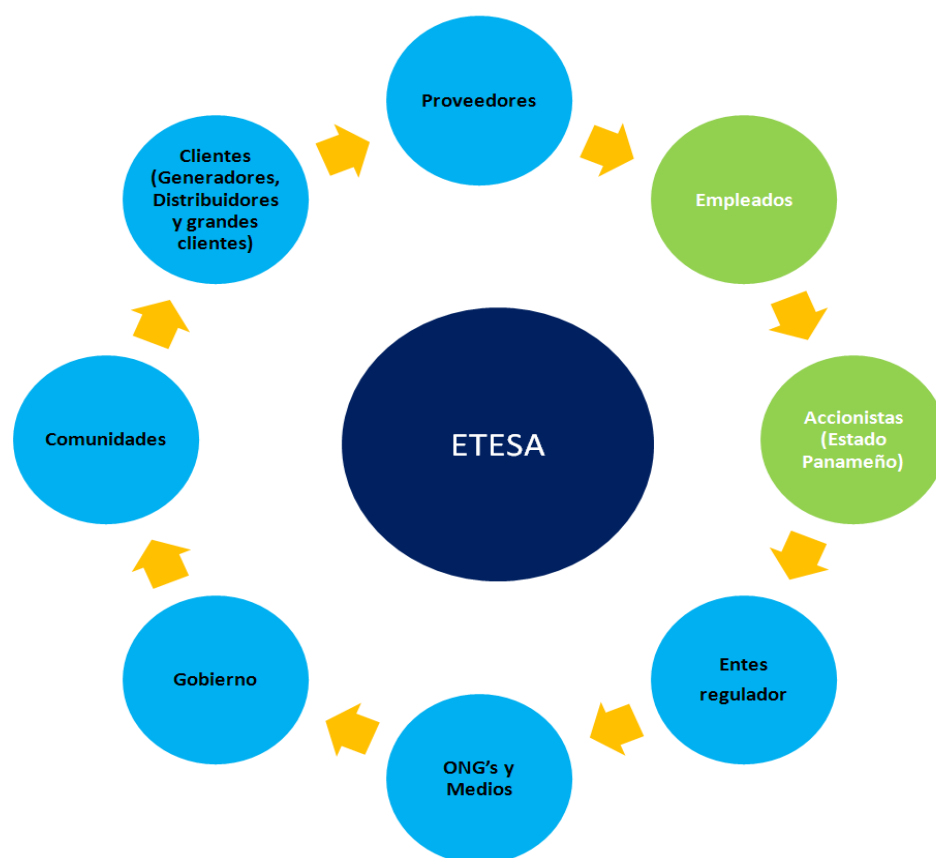 Proveedores
Empleados
Accionistas
(Estado
Panameño)
Entes
regulador
ONG's y
Medios
Gobierno
Comunidades
Clientes
(Generadores,
Distribuidores
y grandes
clientes)
ETESA